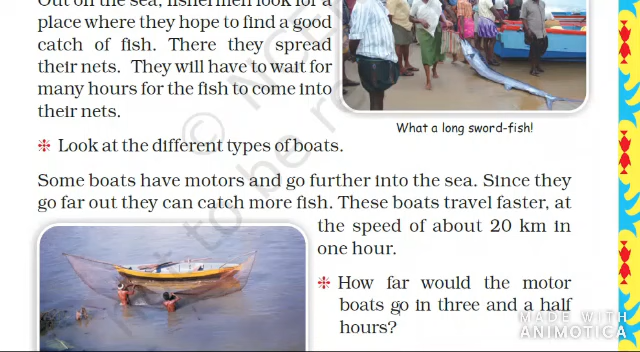 Out on the sea, fishermen look for a
place where they hope to find a good
catch of fish. There they spread
their nets. They will have to wait for
many hours for the fish to come into
their nets.
What a long sword-fish!
❉ Look at the different types of boats.
Some boats have motors and go further into the sea. Since they
go far out they can catch more fish. These boats travel faster, at
the speed of about 20 km in
one hour.
❉ How far would the motor
boats go in three and a half
hours?
MADE WITH
ANIMOTICA